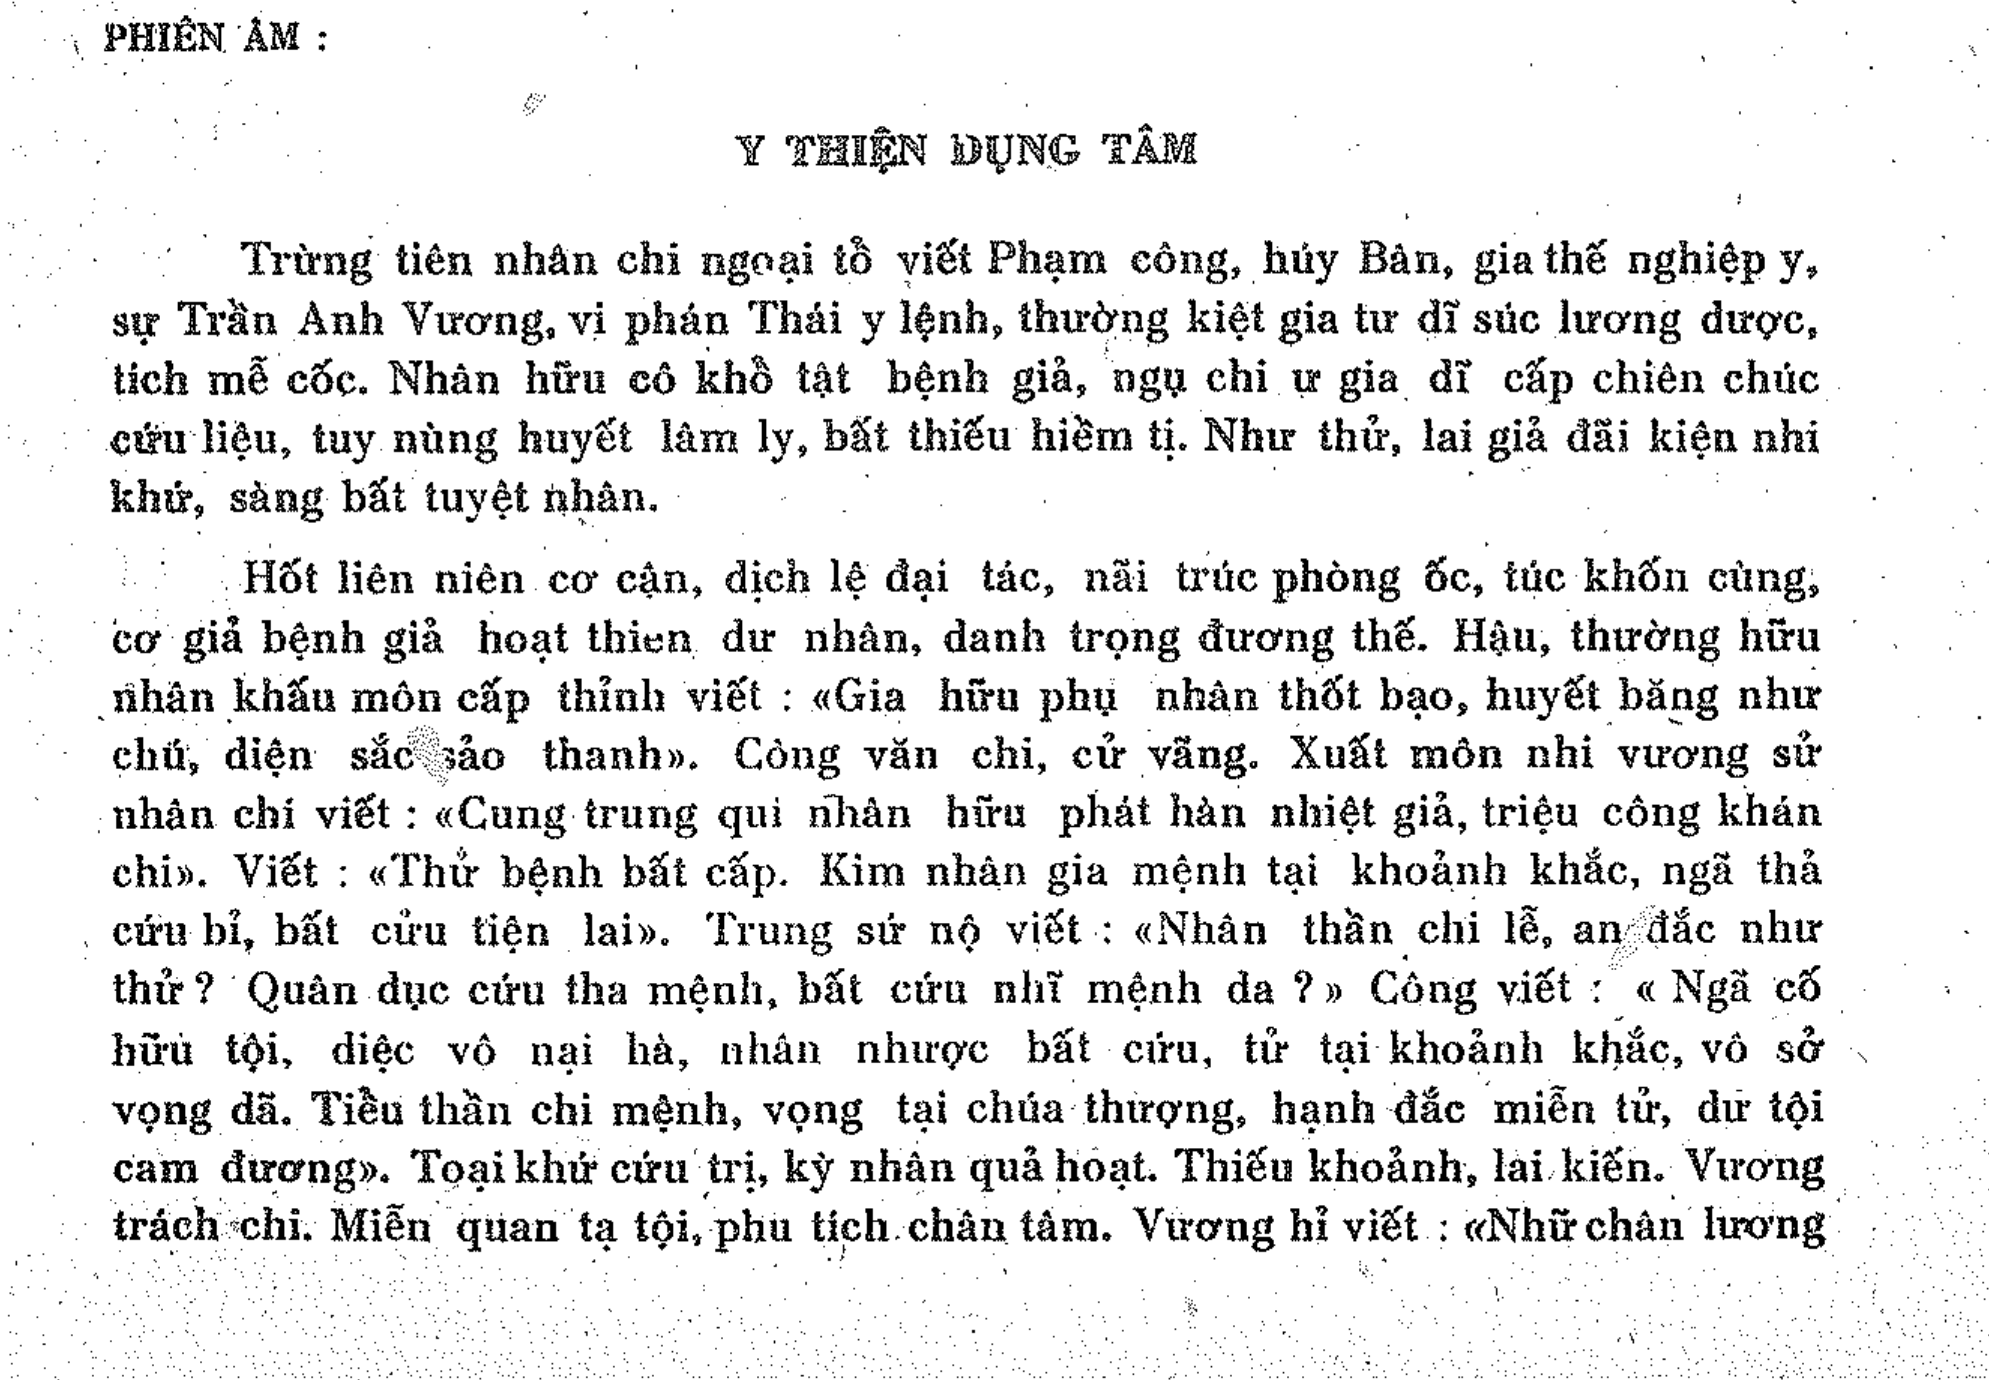 PHIÊN ÂM :
Y THIỆN DỤNG TÂM
Trừng tiên nhân chi ngoại tổ viết Phạm công, húy Bân, gia thế nghiệp y,
sự Trần Anh Vương, vi phán Thái y lệnh, thường kiệt gia tư dĩ súc lương dược,
tích mễ cốc. Nhân hữu cô khổ tật bệnh giả, ngụ chi ư gia dĩ cấp chiên chúc
cứu liệu, tuy nùng huyết lâm ly, bất thiếu hiềm tị. Như thử, lai giả đãi kiện nhi
khứ, sàng bất tuyệt nhân.
Hốt liên niên cơ cận, dịch lệ đại tác, nãi trúc phòng ốc, túc khốn cùng,
cơ giả bệnh giả hoạt thien dư nhân, danh trọng đương thế. Hậu, thường hữu
nhân khấu môn cấp thỉnh viết : «Gia hữu phụ nhân thốt bạo, huyết băng như
chú, diện sắc sảo thanh». Công văn chi, cử vãng. Xuất môn nhi vương sử
nhân chí viết : «Cung trung quí nhân hữu phát hàn nhiệt giả, triệu công khán
chi». Viết : «Thử bệnh bất cấp. Kim nhân gia mệnh tại khoảnh khắc, ngã thả
cứu bỉ, bất cửu tiện lai». Trung sứ nộ viết : «Nhân thần chi lễ, an đắc như
thử ? Quân dục cứu tha mệnh, bất cứu nhĩ mệnh da ?» Công viết : « Ngã cố
hữu tội, diệc vô nại hà, nhân nhược bất cứu, tử tại khoảnh khắc, vô sở
vọng dã. Tiểu thần chi mệnh, vọng tại chúa thượng, hạnh đắc miễn tử, dư tội
cam đương». Toại khứ cứu trị, kỳ nhân quả hoạt. Thiếu khoảnh, lai kiến. Vương
trách chi. Miễn quan tạ tội, phu tích chân tâm. Vương hỉ viết : «Nhữ chân lương